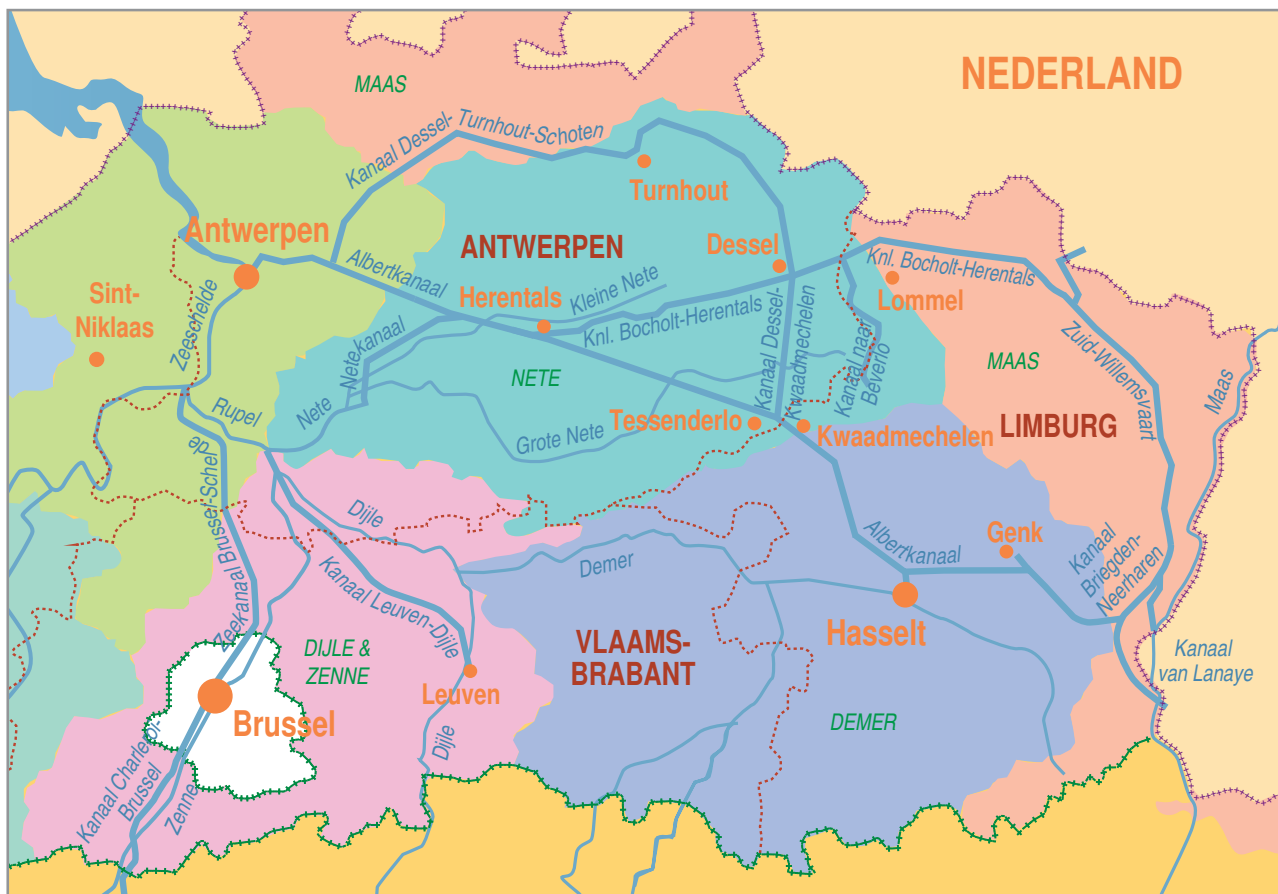 NEDERLAND
MAAS
Kanaal Dessel- Turnhout-Schoten
Turnhout
Antwerpen
ANTWERPEN
Dessel
Albertkanaal
Knl. Bocholt-Herentals
Sint-
Niklaas
Herentals
Kleine Nete
Lommel
Zeeschelde
Netekanaal
Knl. Bocholt-Herentals
Kanaal Dessel-
Kwaadmechelen
Kanaal naar
Beverlo
Zuid-Willemsvaart
Maas
MAAS
NETE
Rupel
Nete
Grote Nete
Tessenderlo
Kwaadmechelen
LIMBURG
Zeekanaal Brussel-Schel
de
Dijle
Kanaal Leuven-Dijle
Demer
Albertkanaal
Genk
Kanaal
Briegden-
Neerharen
Hasselt
DIJLE &
ZENNE
VLAAMS-
BRABANT
Leuven
Kanaal
van Lanaye
Brussel
DEMER
Dijle
Kanaal Charleroi-
Brussel
Zenne